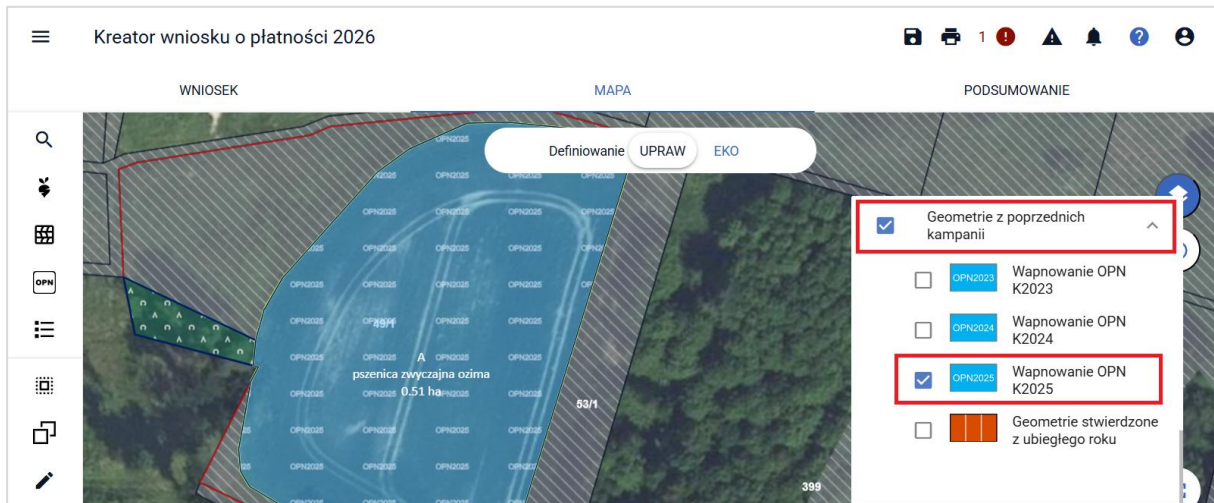 Kreator wniosku o płatności 2026
1
WNIOSEK
MAPA
PODSUMOWANIE
Definiowanie UPRAW EKO
OPN
49/1
A
pszenica zwyczajna ozima
0.51 ha
53/1
399
OPN2025
Geometrie z poprzednich
kampanii
OPN2023
Wapnowanie OPN
K2023
OPN2024
Wapnowanie OPN
K2024
OPN2025
Wapnowanie OPN
K2025
Geometrie stwierdzone
z ubiegłego roku